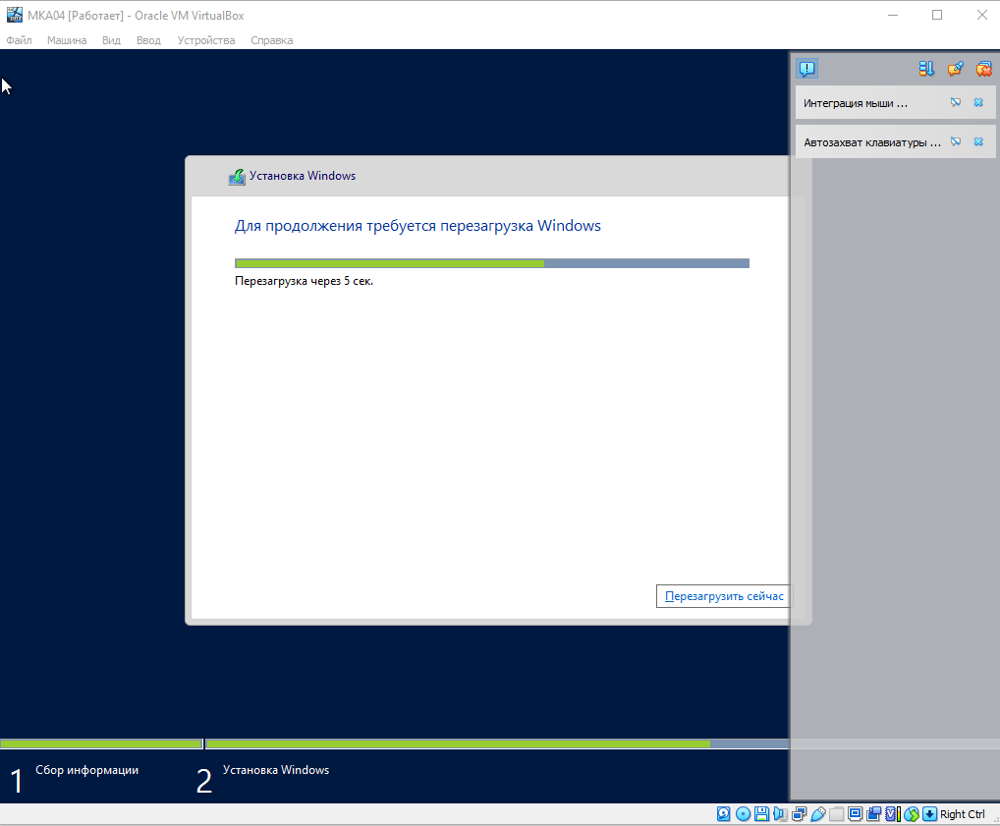 MKA04 [Работает] - Oracle VM VirtualBox
Файл Машина Вид Ввод Устройства Справка
Интеграция мыши ...
Автозахват клавиатуры ...
Установка Windows
Для продолжения требуется перезагрузка Windows
Перезагрузка через 5 сек.
Перезагрузить сейчас
1 Сбор информации
2 Установка Windows
Right Ctrl